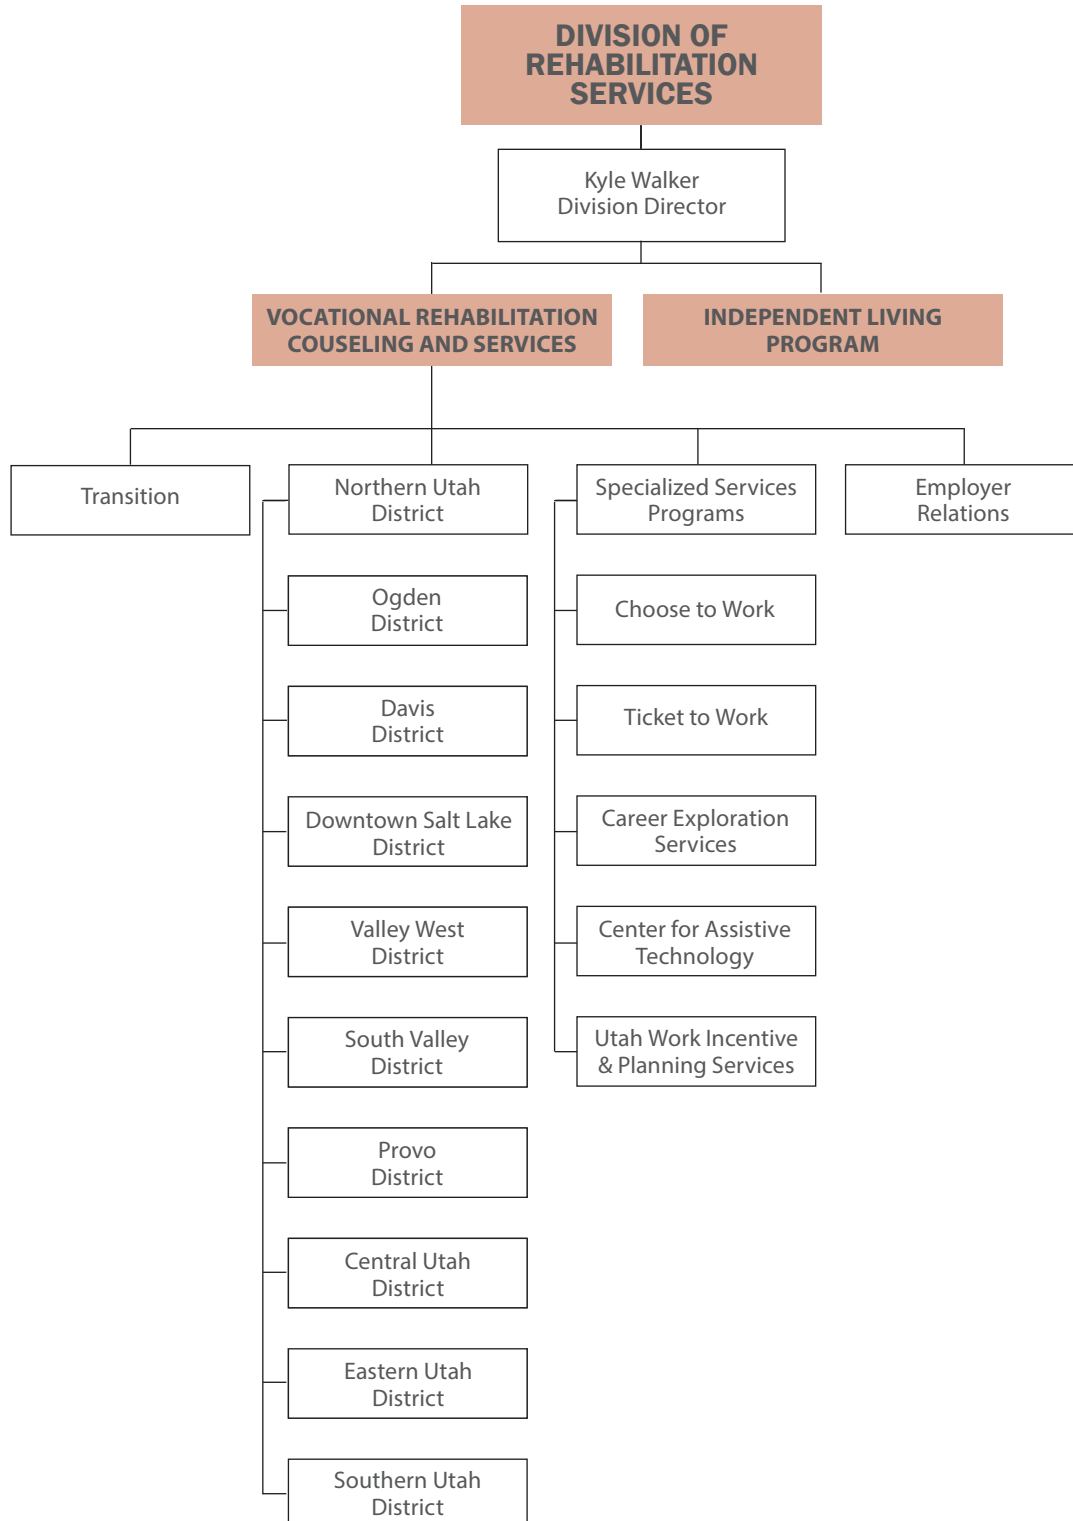 DIVISION OF
REHABILITATION
SERVICES
Kyle Walker
Division Director
VOCATIONAL REHABILITATION
COUSELING AND SERVICES
INDEPENDENT LIVING
PROGRAM
Transition
Northern Utah
District
Ogden
District
Davis
District
Downtown Salt Lake
District
Valley West
District
South Valley
District
Provo
District
Central Utah
District
Eastern Utah
District
Southern Utah
District
Specialized Services
Programs
Choose to Work
Ticket to Work
Career Exploration
Services
Center for Assistive
Technology
Utah Work Incentive
& Planning Services
Employer
Relations